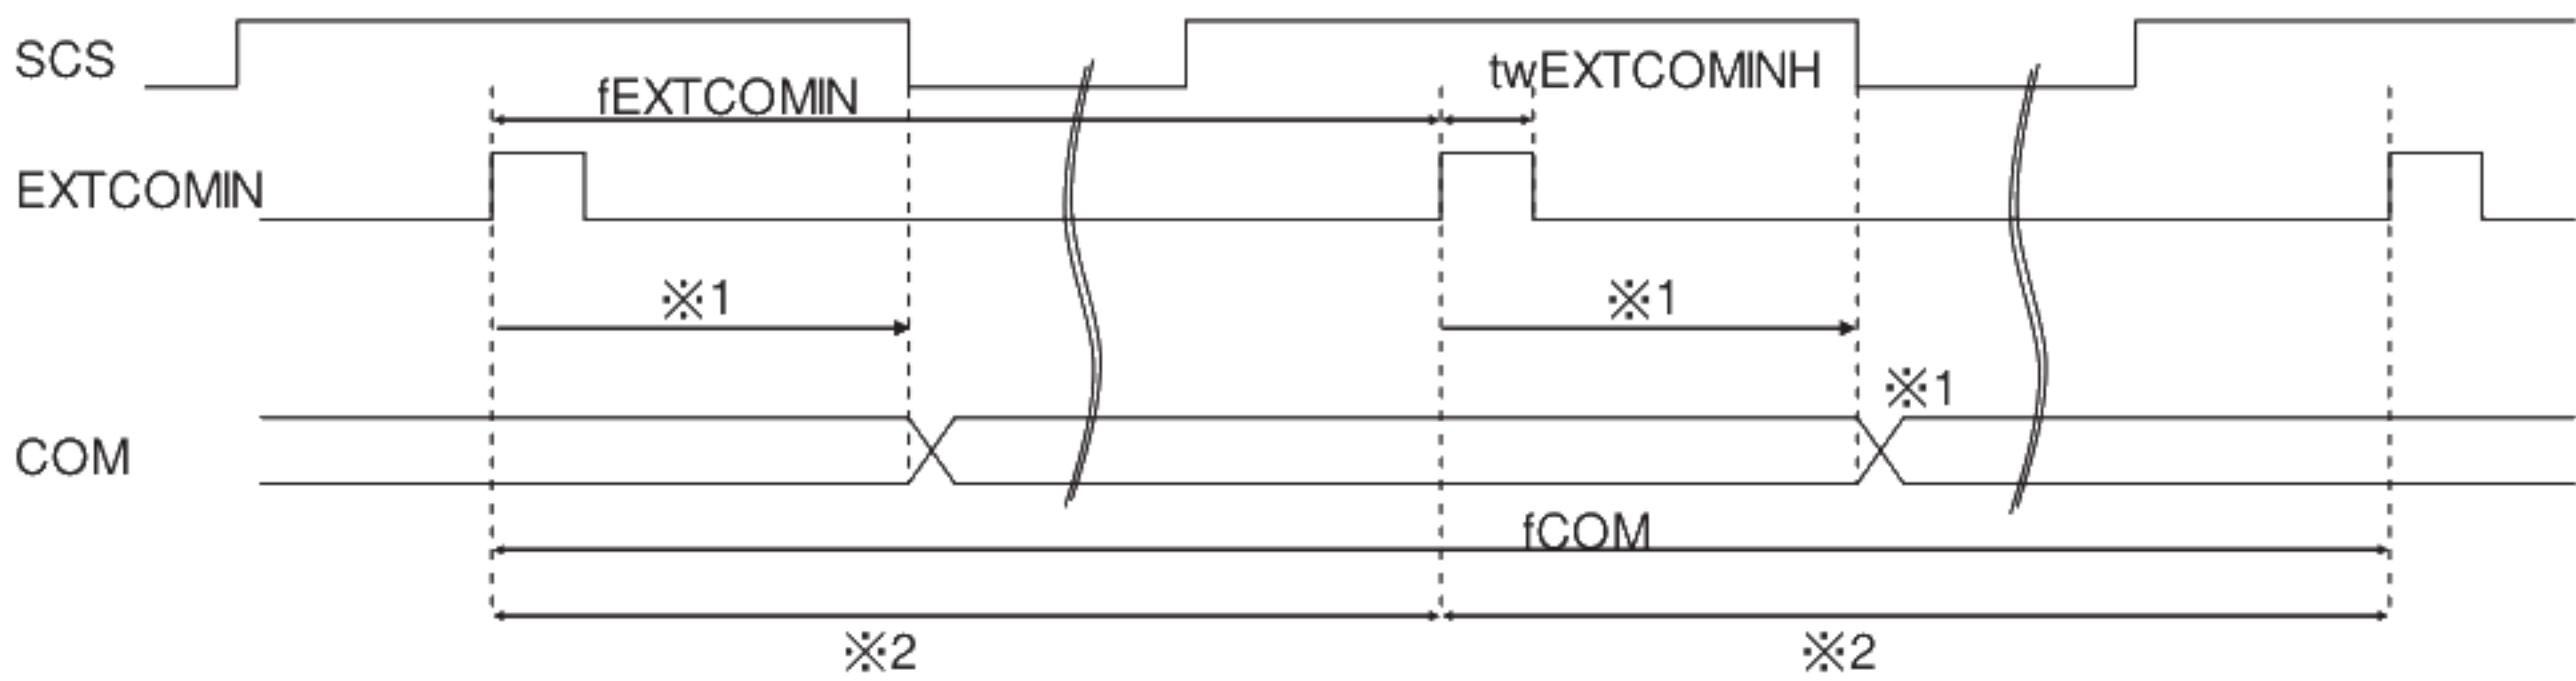 SCS
twEXTCOMINH
fEXTCOMIN
EXTCOMIN
※1
※1
※1
COM
fCOM
※2
※2